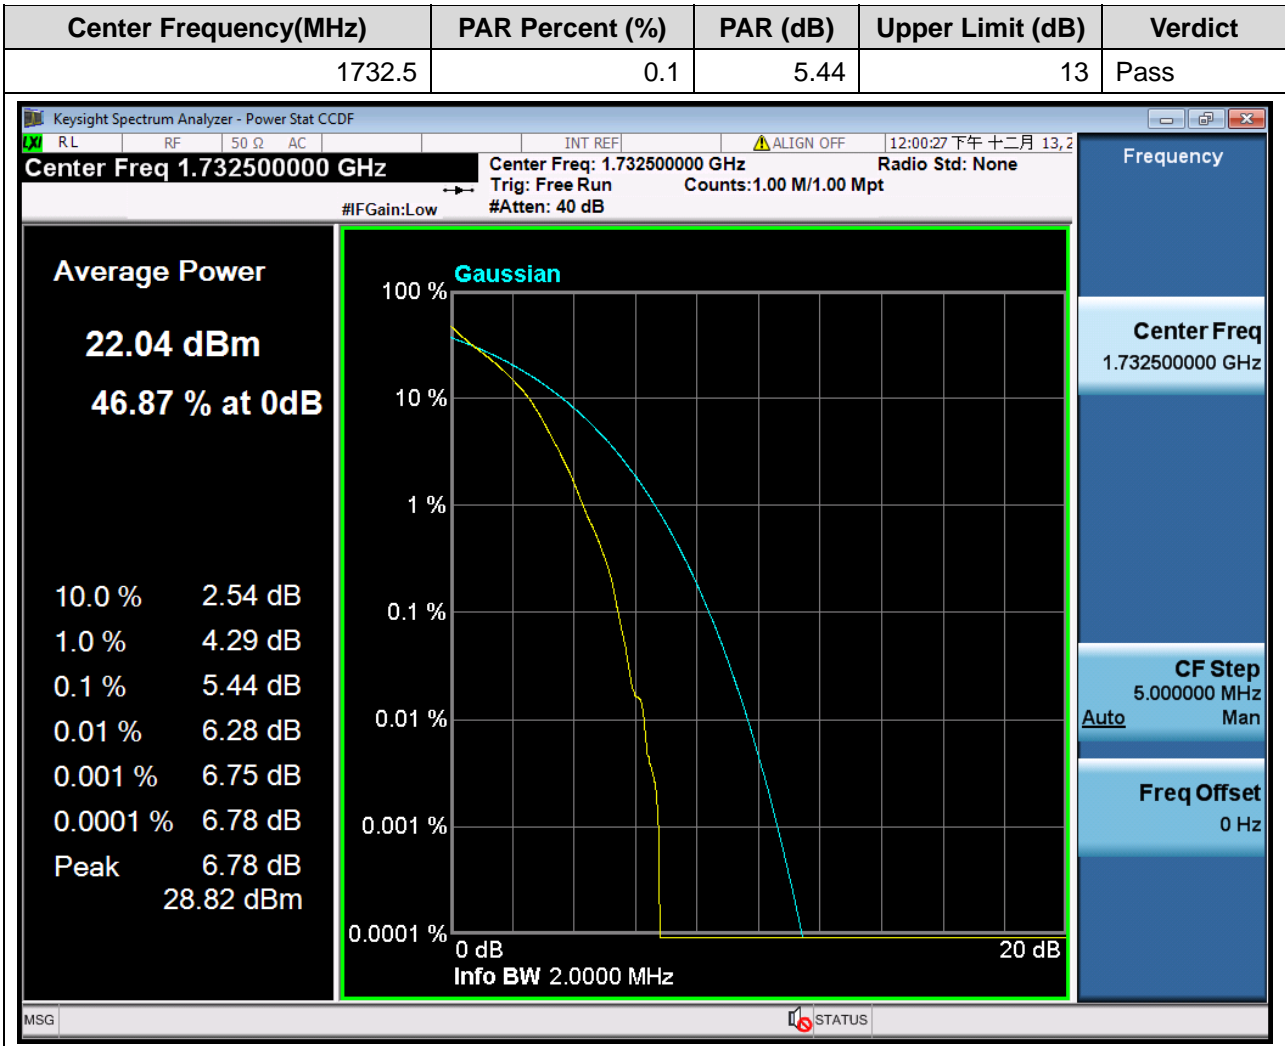 Center Frequency(MHz) PAR Percent (%) PAR (dB) Upper Limit (dB) Verdict
1732.5 0.1 5.44 13 Pass
Keysight Spectrum Analyzer - Power Stat CCDF
LXI RL RF 50 Ω AC INT REF ALIGN OFF 12:00:27 下午 十二月 13, 2
Center Freq 1.732500000 GHz
#IFGain:Low
Center Freq: 1.732500000 GHz Radio Std: None
Trig: Free Run Counts:1.00 M/1.00 Mpt
#Atten: 40 dB
Average Power
22.04 dBm
46.87 % at 0dB
10.0 % 2.54 dB
1.0 % 4.29 dB
0.1 % 5.44 dB
0.01 % 6.28 dB
0.001 % 6.75 dB
0.0001 % 6.78 dB
Peak 6.78 dB
28.82 dBm
Gaussian
100 %
10 %
1 %
0.1 %
0.01 %
0.001 %
0.0001 %
0 dB 20 dB
Info BW 2.0000 MHz
Frequency
Center Freq
1.732500000 GHz
CF Step
5.000000 MHz
Auto Man
Freq Offset
0 Hz
MSG STATUS